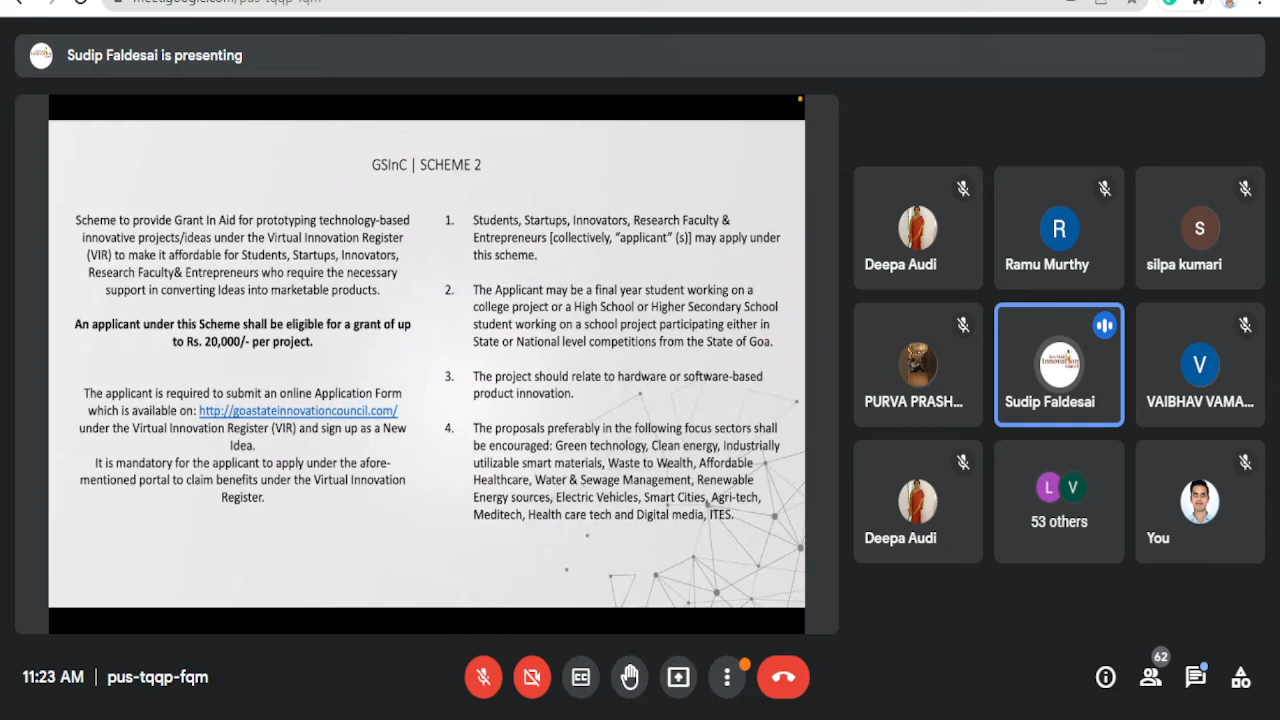 Sudip Faldesai is presenting
GSInC | SCHEME 2
Scheme to provide Grant In Aid for prototyping technology-based
innovative projects/ideas under the Virtual Innovation Register
(VIR) to make it affordable for Students, Startups, Innovators,
Research Faculty& Entrepreneurs who require the necessary
support in converting Ideas into marketable products.
An applicant under this Scheme shall be eligible for a grant of up
to Rs. 20,000/- per project.
The applicant is required to submit an online Application Form
which is available on: http://goastateinnovationcouncil.com/
under the Virtual Innovation Register (VIR) and sign up as a New
Idea.
It is mandatory for the applicant to apply under the afore-
mentioned portal to claim benefits under the Virtual Innovation
Register.
1. Students, Startups, Innovators, Research Faculty &
Entrepreneurs [collectively, "applicant" (s)] may apply under
this scheme.
2. The Applicant may be a final year student working on a
college project or a High School or Higher Secondary School
student working on a school project participating either in
State or National level competitions from the State of Goa.
3. The project should relate to hardware or software-based
product innovation.
4. The proposals preferably in the following focus sectors shall
be encouraged: Green technology, Clean energy, Industrially
utilizable smart materials, Waste to Wealth, Affordable
Healthcare, Water & Sewage Management, Renewable
Energy sources, Electric Vehicles, Smart Cities, Agri-tech,
Meditech, Health care tech and Digital media, ITES.
Deepa Audi
R
Ramu Murthy
s
silpa kumari
PURVA PRASH...
Innovation
Sudip Faldesai
V
VAIBHAV VAMA...
Deepa Audi
L V
53 others
You
11:23 AM | pus-tqqp-fqm
CC
62